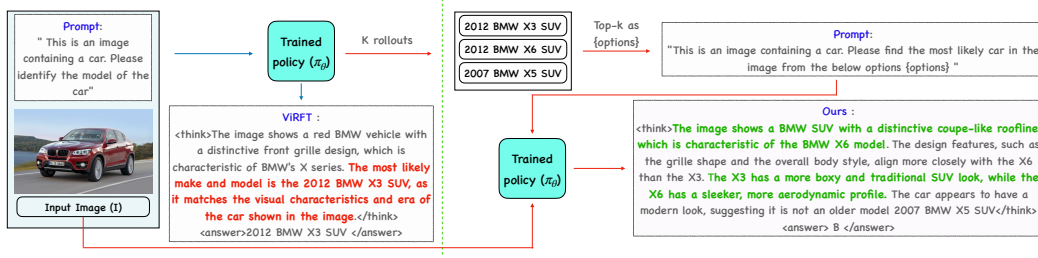 Prompt:
" This is an image
containing a car. Please
identify the model of the
car"
Input Image (I)
Trained
policy (πθ)
K rollouts
ViRFT :
<think>The image shows a red BMW vehicle with
a distinctive front grille design, which is
characteristic of BMW's X series. The most likely
make and model is the 2012 BMW X3 SUV, as
it matches the visual characteristics and era of
the car shown in the image.</think>
<answer>2012 BMW X3 SUV </answer>
2012 BMW X3 SUV
2012 BMW X6 SUV
2007 BMW X5 SUV
Top-k as
{options}
Prompt:
"This is an image containing a car. Please find the most likely car in the
image from the below options {options} "
Trained
policy (πθ)
Ours :
<think>The image shows a BMW SUV with a distinctive coupe-like roofline,
which is characteristic of the BMW X6 model. The design features, such as
the grille shape and the overall body style, align more closely with the X6
than the X3. The X3 has a more boxy and traditional SUV look, while the
X6 has a sleeker, more aerodynamic profile. The car appears to have a
modern look, suggesting it is not an older model 2007 BMW X5 SUV</think>
<answer> B </answer>